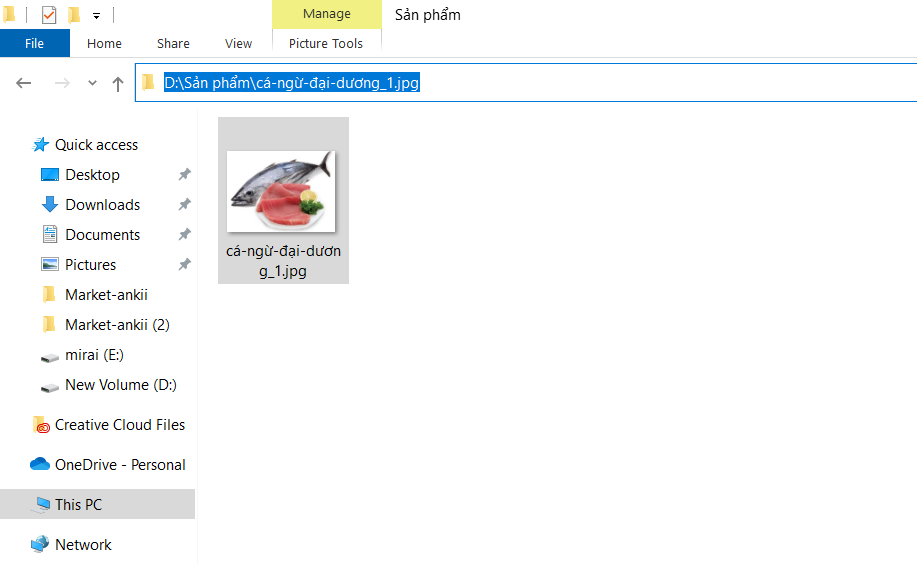 Manage
Sản phẩm
File
Home
Share
View
Picture Tools
D:\Sản phẩm\cá-ngừ-đại-dương_1.jpg
Quick access
Desktop
Downloads
Documents
Pictures
Market-ankii
Market-ankii (2)
mirai (E:)
New Volume (D:)
Creative Cloud Files
OneDrive - Personal
This PC
Network
cá-ngừ-đại-dươn
g_1.jpg